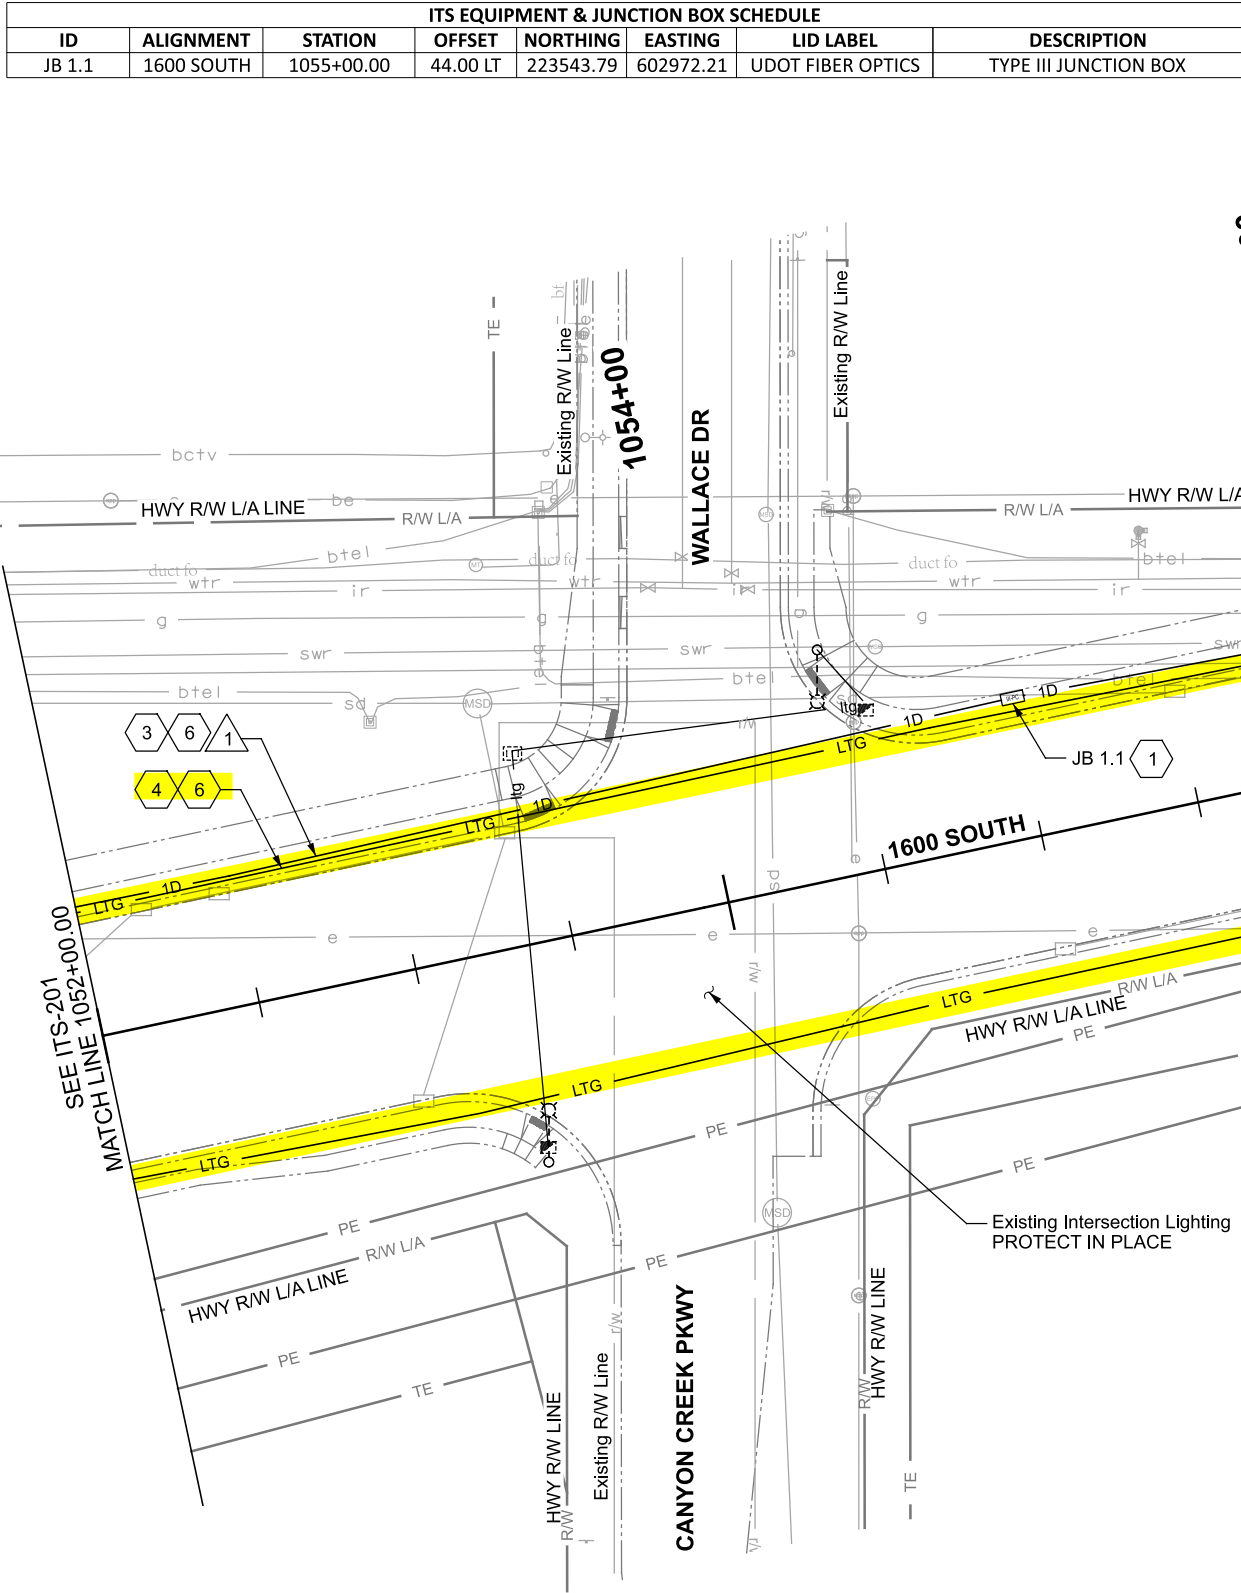 ITS EQUIPMENT & JUNCTION BOX SCHEDULE
ID ALIGNMENT STATION OFFSET NORTHING EASTING LID LABEL DESCRIPTION
JB 1.1 1600 SOUTH 1055+00.00 44.00 LT 223543.79 602972.21 UDOT FIBER OPTICS TYPE III JUNCTION BOX
TE
Existing R/W Line
1054+00
WALLACE DR
Existing R/W Line
bctv
be
HWY R/W L/A LINE
R/W L/A
R/W L/A
HWY R/W L/A
btel
duct fo
duct fo
duct fo
btel
wtr
wtr
wtr
ir
ir
g
g
g
g
swr
swr
swr
btel
btel
btel
btel
sd
MSD
r/w
ltg
1D
1D
LTG
3 6 1
4 6
JB 1.1 1
ltg
1D
LTG
1D
LTG
1600 SOUTH
SEE ITS-201
MATCH LINE 1052+00.00
e
e
e
e
sd
r/w
LTG
R/W L/A
HWY R/W L/A LINE
PE
LTG
LTG
PE
PE
MSD
Existing Intersection Lighting
PROTECT IN PLACE
PE
R/W L/A
HWY R/W L/A LINE
PE
PE
TE
HWY R/W LINE
R/W
Existing R/W Line
r/w
CANYON CREEK PKWY
r/w
HWY R/W LINE
R/W
TE